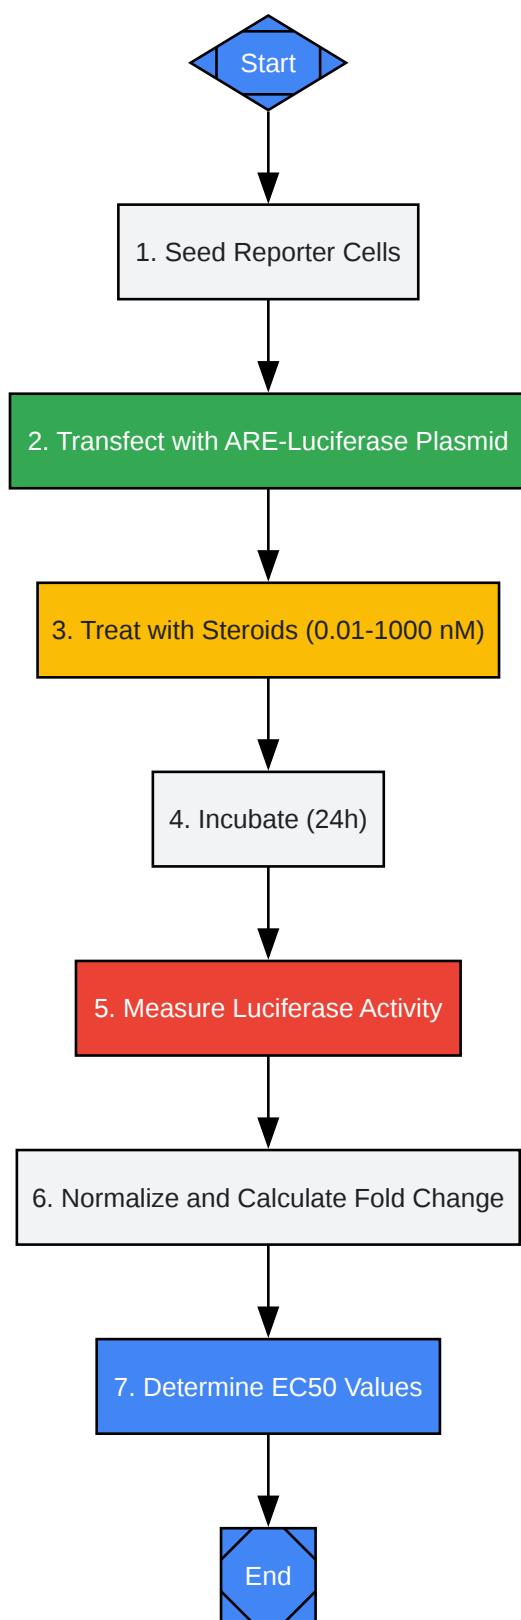 Start
1. Seed Reporter Cells
2. Transfect with ARE-Luciferase Plasmid
3. Treat with Steroids (0.01-1000 nM)
4. Incubate (24h)
5. Measure Luciferase Activity
6. Normalize and Calculate Fold Change
7. Determine EC50 Values
End